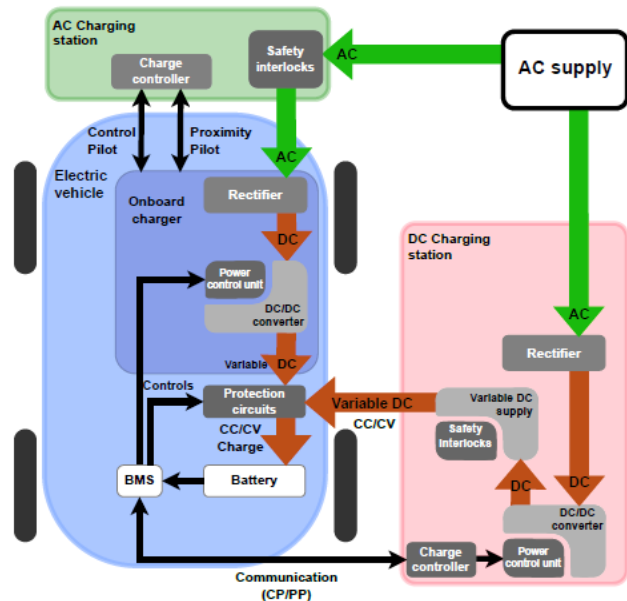 AC Charging
station
Charge
controller
Safety
interlocks
AC
AC supply
Control
Pilot
Proximity
Pilot
AC
Electric
vehicle
Onboard
charger
Rectifier
DC
Power
control unit
DC/DC
converter
Variable
DC
Controls
Protection
circuits
CC/CV
Charge
BMS
Battery
Variable DC
CC/CV
DC Charging
station
AC
Rectifier
Variable DC
supply
Safety
Interlocks
DC
DC
DC/DC
converter
Charge
controller
Power
control unit
Communication
(CP/PP)